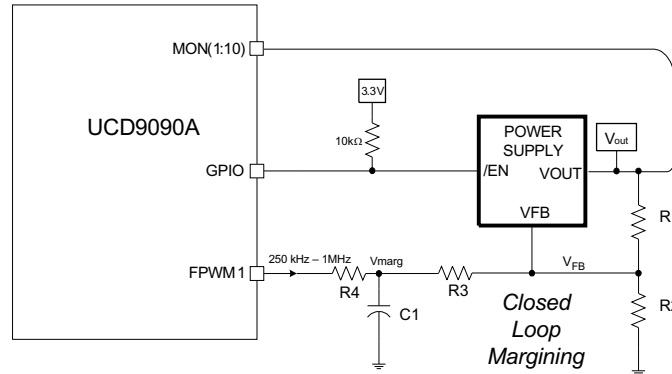 MON(1:10)
3.3V
UCD9090A
10kΩ
POWER
SUPPLY
Vout
GPIO
/EN
VOUT
VFB
250 kHz – 1MHz
Vmarg
VFB
FPWM1
R4
R3
C1
Closed
Loop
Margining